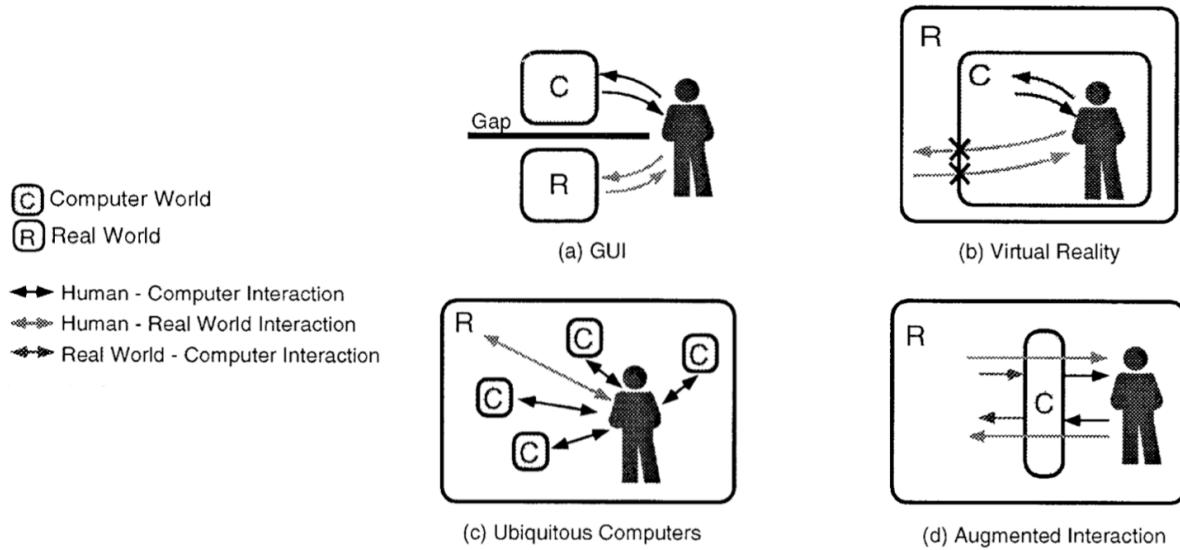 C Computer World
R Real World
Human - Computer Interaction
Human - Real World Interaction
Real World - Computer Interaction
C
Gap
R
(a) GUI
R
C
(b) Virtual Reality
R
C
C
C
C
(c) Ubiquitous Computers
R
C
(d) Augmented Interaction